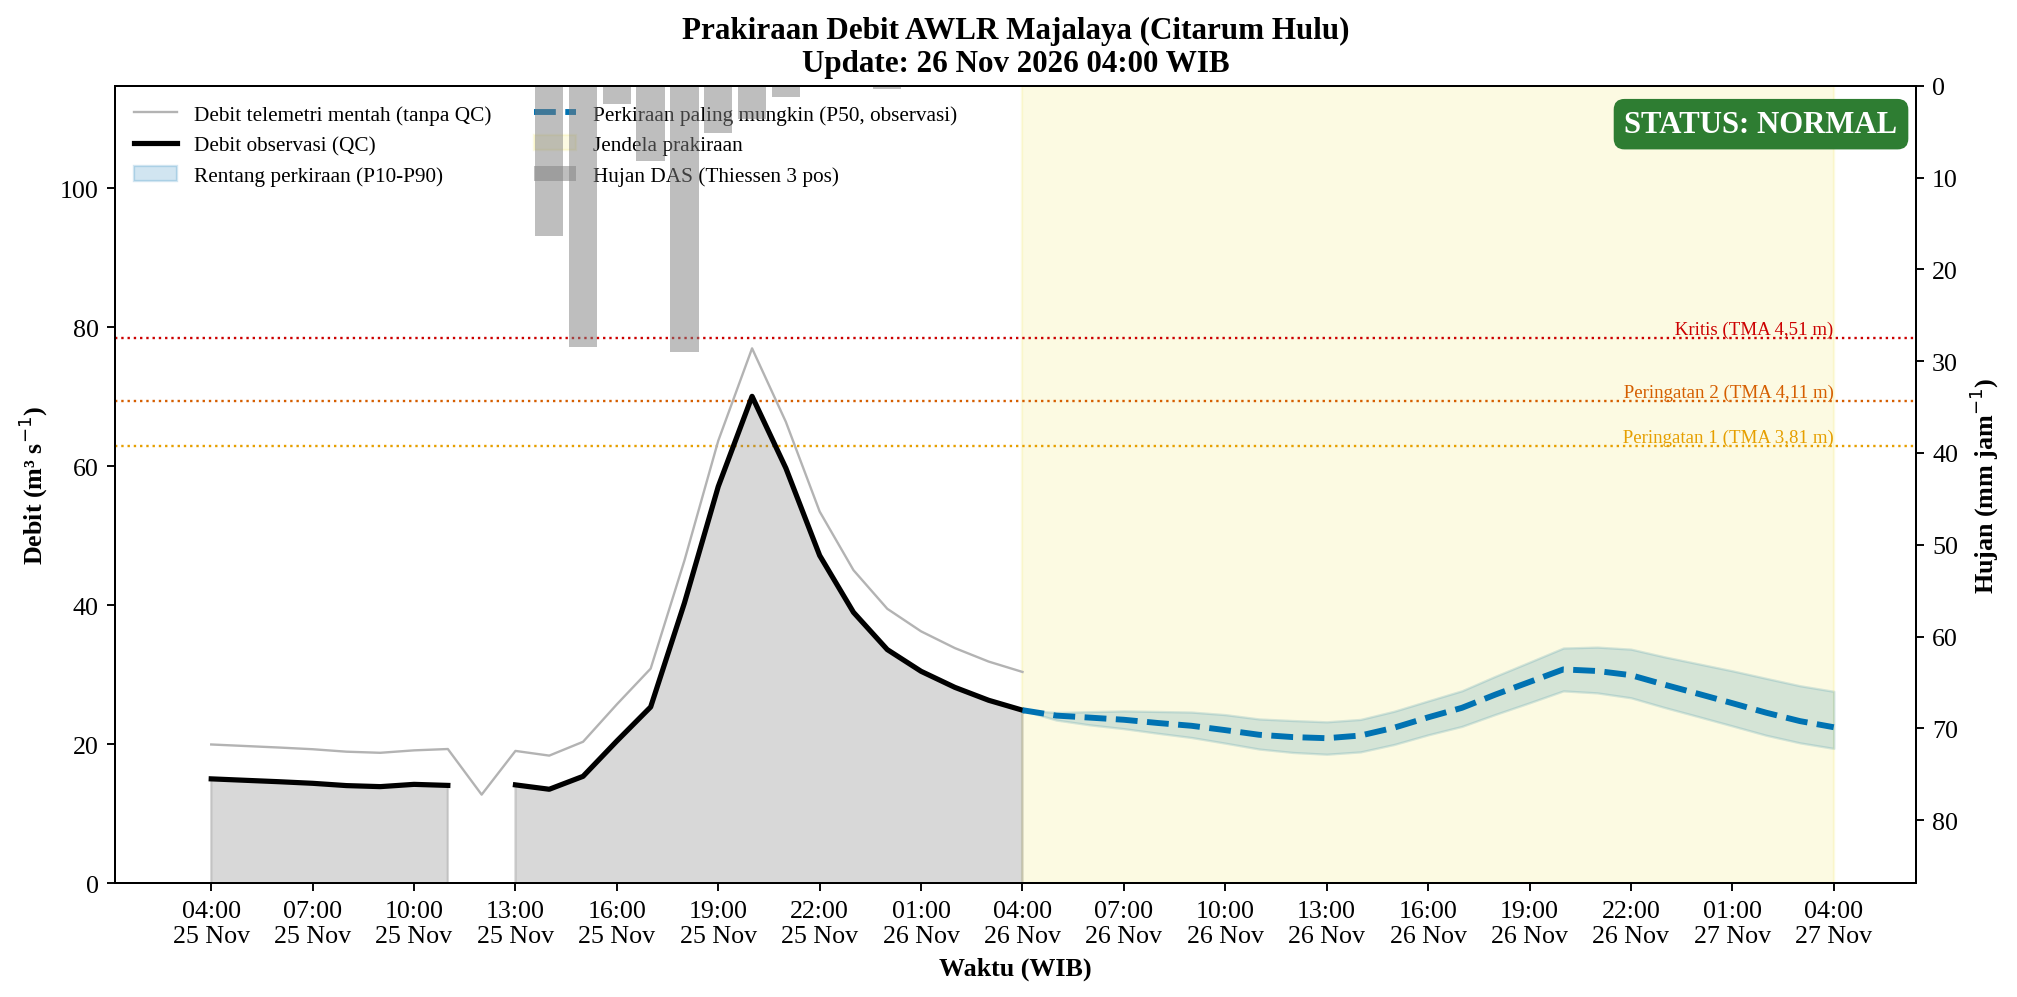 Prakiraan Debit AWLR Majalaya (Citarum Hulu)
Update: 26 Nov 2026 04:00 WIB
Debit telemetri mentah (tanpa QC)
Debit observasi (QC)
Rentang perkiraan (P10-P90)
Perkiraan paling mungkin (P50, observasi)
Jendela prakiraan
Hujan DAS (Thiessen 3 pos)
STATUS: NORMAL
Kritis (TMA 4,51 m)
Peringatan 2 (TMA 4,11 m)
Peringatan 1 (TMA 3,81 m)
Debit (m³ s⁻¹)
100
80
60
40
20
0
Hujan (mm jam⁻¹)
0
10
20
30
40
50
60
70
80
04:00 07:00 10:00 13:00 16:00 19:00 22:00 01:00 04:00 07:00 10:00 13:00 16:00 19:00 22:00 01:00 04:00
25 Nov 25 Nov 25 Nov 25 Nov 25 Nov 25 Nov 25 Nov 26 Nov 26 Nov 26 Nov 26 Nov 26 Nov 26 Nov 26 Nov 26 Nov 27 Nov 27 Nov
Waktu (WIB)